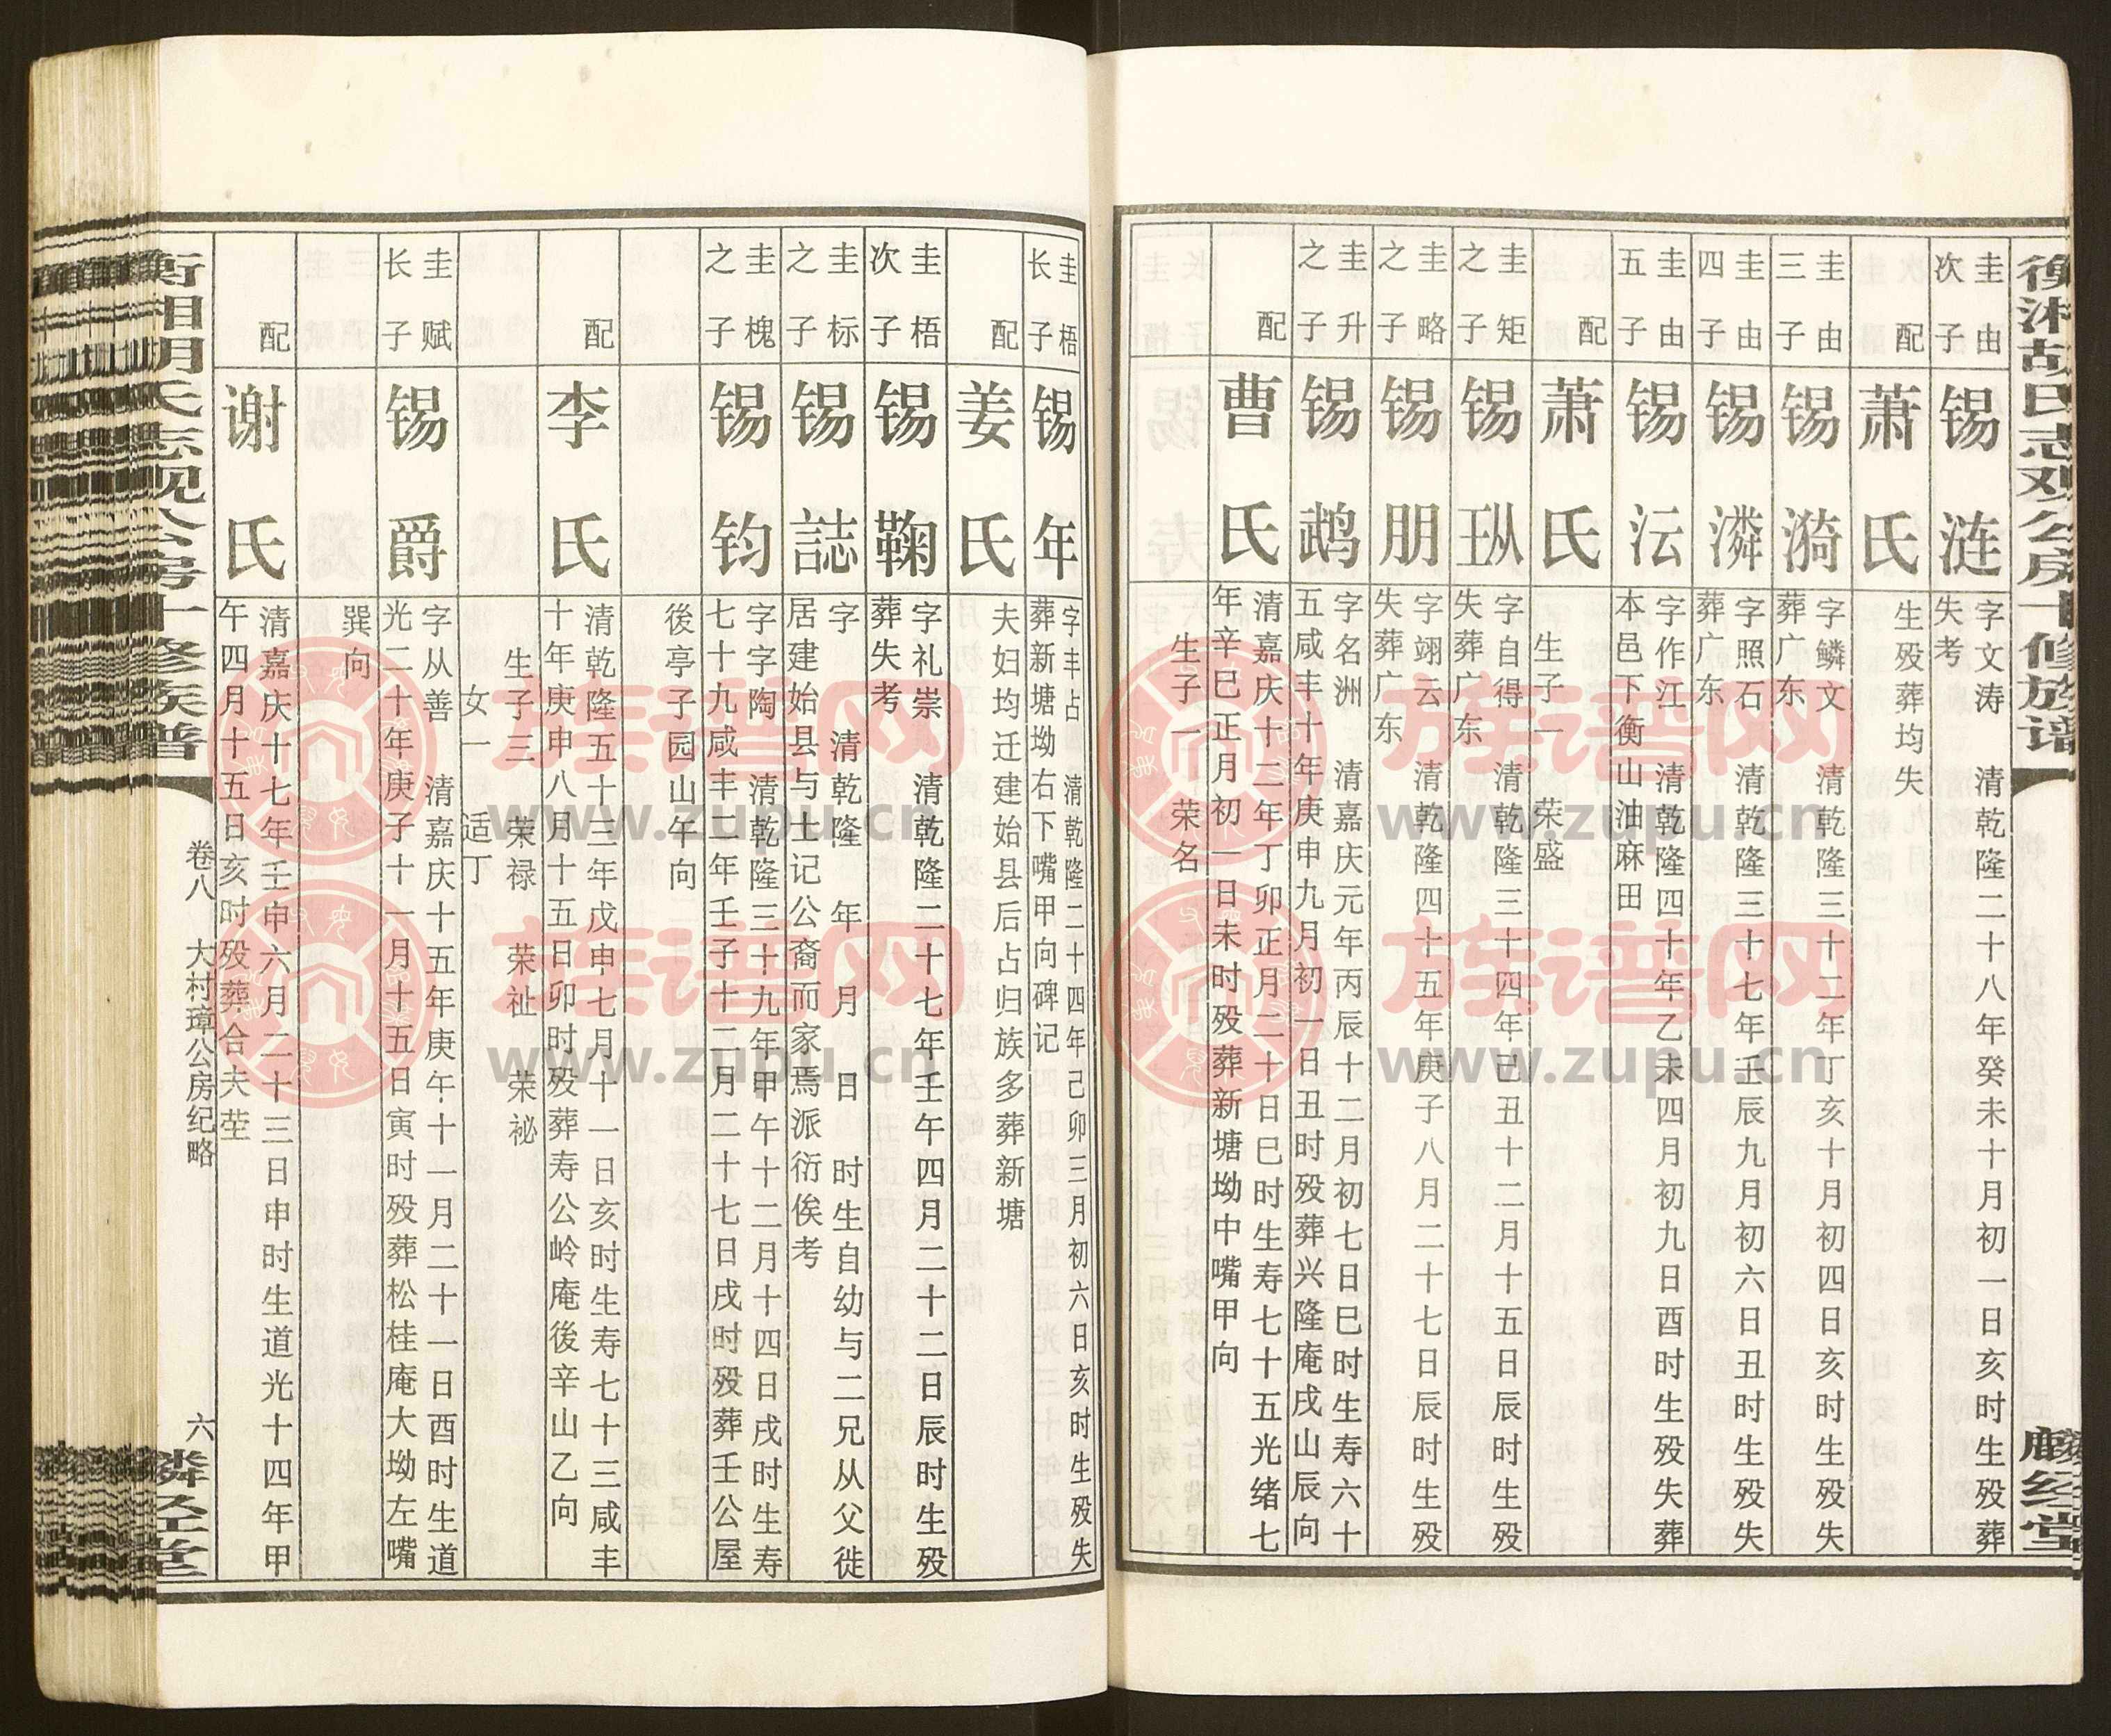 圭由
次子
锡涟
字文涛 清乾隆二十八年癸未十月初一日亥时生殁葬
失考
配
萧氏
生殁葬均失
圭由
三子
锡漪
字鳞文 清乾隆三十二年丁亥十月初四日亥时生殁失
葬广东
圭由
四子
锡潾
字照石 清乾隆三十七年壬辰九月初六日丑时生殁失
葬广东
圭由
五子
锡沄
字作江 清乾隆四十年乙未四月初九日酉时生殁失葬
本邑下衡山油麻田
配
萧氏
生子一 荣盛
圭矩
之子
锡㺵
字自得 清乾隆三十四年已丑十二月十五日辰时生殁
失葬广东
圭略
之子
锡朋
字翊云 清乾隆四十五年庚子八月二十七日辰时生殁
失葬广东
圭升
之子
锡鹉
字名洲 清嘉庆元年丙辰十二月初七日巳时生寿六十
五咸丰十年庚申九月初一日丑时殁葬兴隆庵戌山辰向
配
曹氏
清嘉庆十二年丁卯正月二十日巳时生寿七十五光绪七
年辛巳正月初一日未时殁葬新塘坳中嘴甲向
生子一 荣名
圭梧
长子
锡年
字丰占 清乾隆二十四年己卯三月初六日亥时生殁失
葬新塘坳右下嘴甲向碑记
配
姜氏
夫妇均迁建始县后占归族多葬新塘
圭梧
次子
锡鞠
字礼崇 清乾隆二十七年壬午四月二十二日辰时生殁
葬失考
圭标
之子
锡誌
字 清乾隆 年 月 日 时生自幼与二兄从父徙
居建始县与土记公裔而家焉派衍俟考
圭槐
之子
锡钧
字字陶 清乾隆三十九年甲午十二月十四日戌时生寿
七十九咸丰二年壬子十二月二十七日戌时殁葬壬公屋
後亭子园山午向
配
李氏
清乾隆五十三年戊申七月十一日亥时生寿七十三咸丰
十年庚申八月十五日卯时殁葬寿公岭庵後辛山乙向
生子三 荣禄 荣祉 荣祕
女一 适丁
圭赋
长子
锡爵
字从善 清嘉庆十五年庚午十一月二十一日酉时生道
光二十年庚子十一月十五日寅时殁葬松桂庵大坳左嘴
巽向
配
谢氏
清嘉庆十七年壬申六月二十三日申时生道光十四年甲
午四月十五日亥时殁葬合夫茔
卷八 大村璋公房纪略
六
族谱网
www.zupu.cn
族谱网
www.zupu.cn
族谱网
www.zupu.cn
族谱网
www.zupu.cn